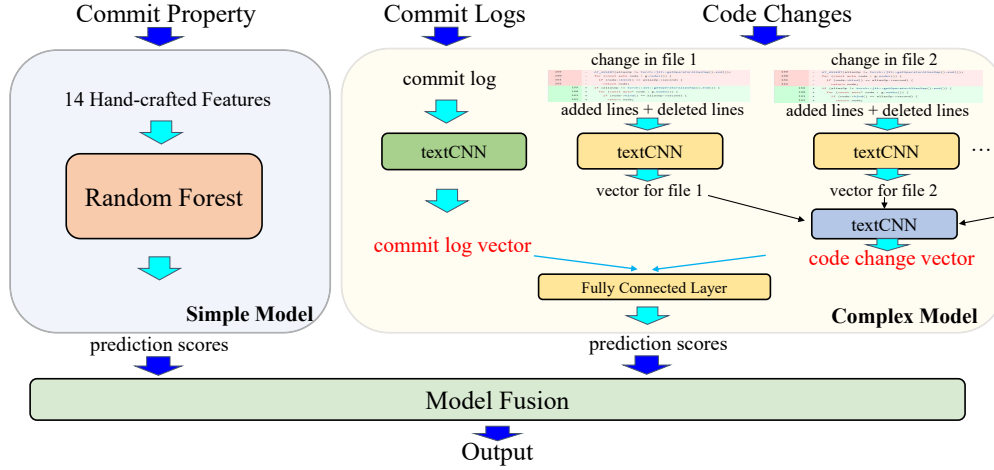 Commit Property
Commit Logs
Code Changes
14 Hand-crafted Features
Random Forest
Simple Model
commit log
textCNN
commit log vector
change in file 1
added lines + deleted lines
textCNN
vector for file 1
change in file 2
added lines + deleted lines
textCNN
...
vector for file 2
textCNN
code change vector
Fully Connected Layer
Complex Model
prediction scores
prediction scores
Model Fusion
Output